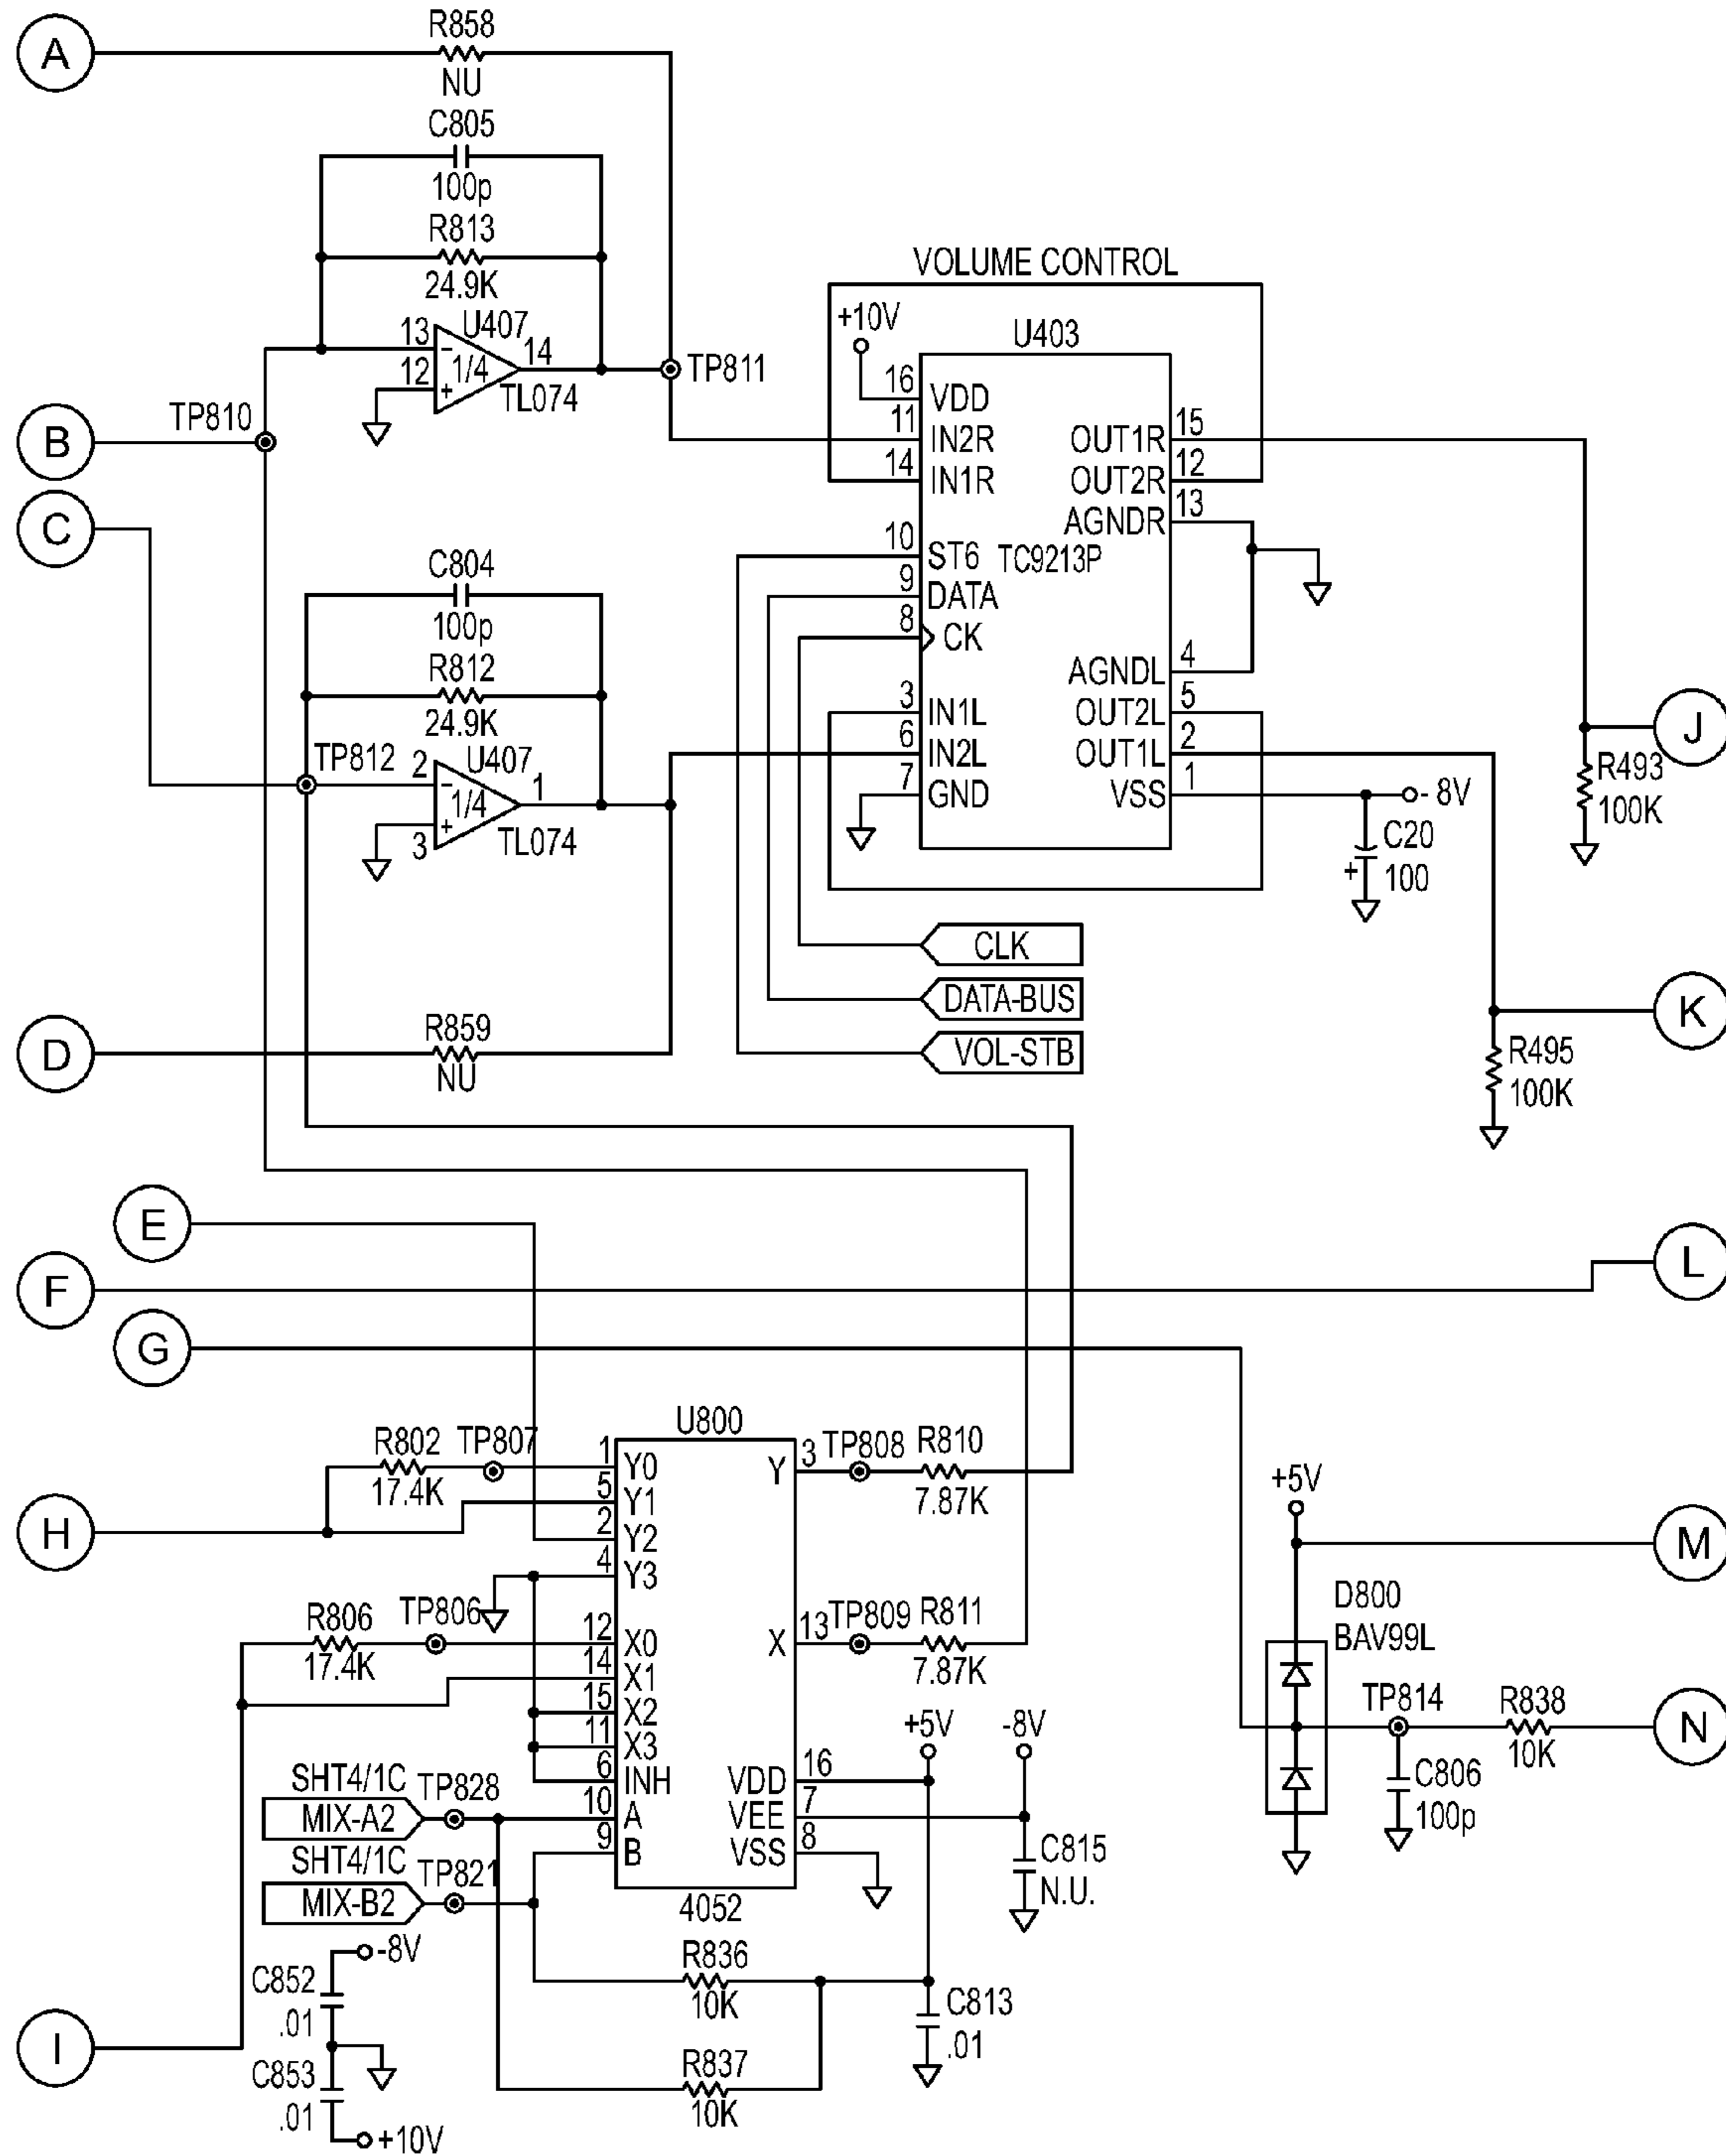 A
R858
NU
C805
100p
R813
24.9K
U407
13
14
-
1/4
12
+
TL074
TP811
TP810
B
C
VOLUME CONTROL
+10V
U403
16
VDD
11
IN2R
OUT1R
15
14
IN1R
OUT2R
12
AGNDR
13
10
ST6
TC9213P
9
DATA
8
CK
AGNDL
4
3
IN1L
OUT2L
5
6
IN2L
OUT1L
2
7
GND
VSS
1
- 8V
C20
+
100
J
R493
100K
C804
100p
R812
24.9K
TP812
2
U407
1
-
1/4
+
3
TL074
CLK
DATA-BUS
VOL-STB
D
R859
NU
K
R495
100K
E
F
L
G
U800
R802
TP807
17.4K
1
Y0
5
Y1
2
Y2
4
Y3
Y
3
TP808
R810
7.87K
H
+5V
M
R806
TP806
17.4K
12
X0
14
X1
15
X2
11
X3
6
INH
10
A
9
B
X
13
TP809
R811
7.87K
D800
BAV99L
TP814
R838
10K
N
C806
100p
+5V
-8V
VDD
16
VEE
7
VSS
8
C815
N.U.
SHT4/1C
TP828
MIX-A2
SHT4/1C
TP821
MIX-B2
4052
-8V
C852
.01
R836
10K
C813
.01
I
C853
.01
R837
10K
+10V